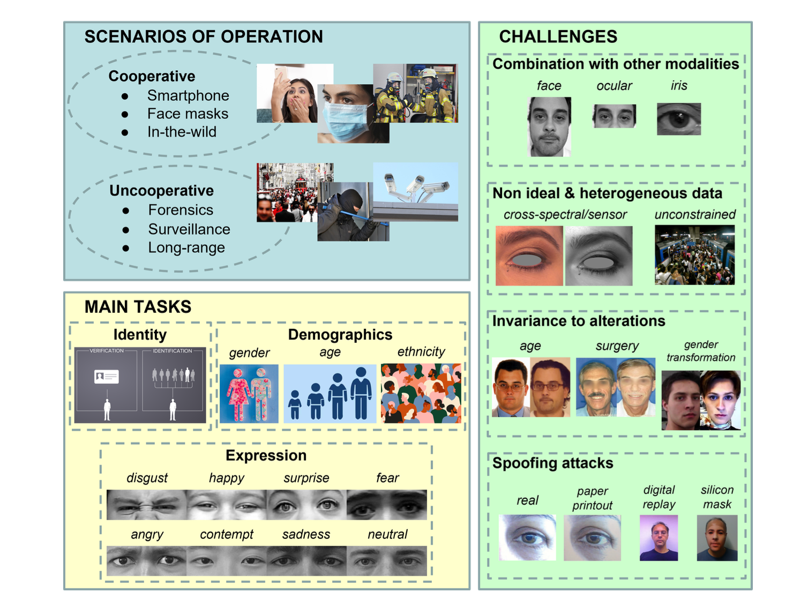 SCENARIOS OF OPERATION
Cooperative
● Smartphone
● Face masks
● In-the-wild
Uncooperative
● Forensics
● Surveillance
● Long-range
MAIN TASKS
Identity
VERIFICATION
IDENTIFICATION
Demographics
gender
age
ethnicity
Expression
disgust
happy
surprise
fear
angry
contempt
sadness
neutral
CHALLENGES
Combination with other modalities
face
ocular
iris
Non ideal & heterogeneous data
cross-spectral/sensor
unconstrained
Invariance to alterations
age
surgery
gender
transformation
Spoofing attacks
real
paper
printout
digital
replay
silicon
mask